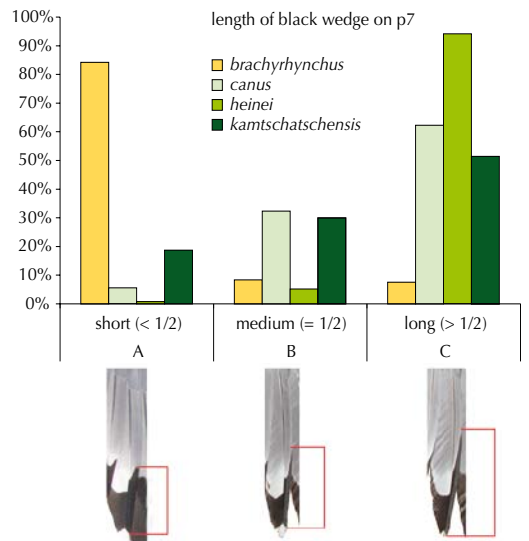 length of black wedge on p7
brachyrhynchus
canus
heinei
kamtschatschensis
100%
90%
80%
70%
60%
50%
40%
30%
20%
10%
0%
short (< 1/2)
medium (= 1/2)
long (> 1/2)
A
B
C